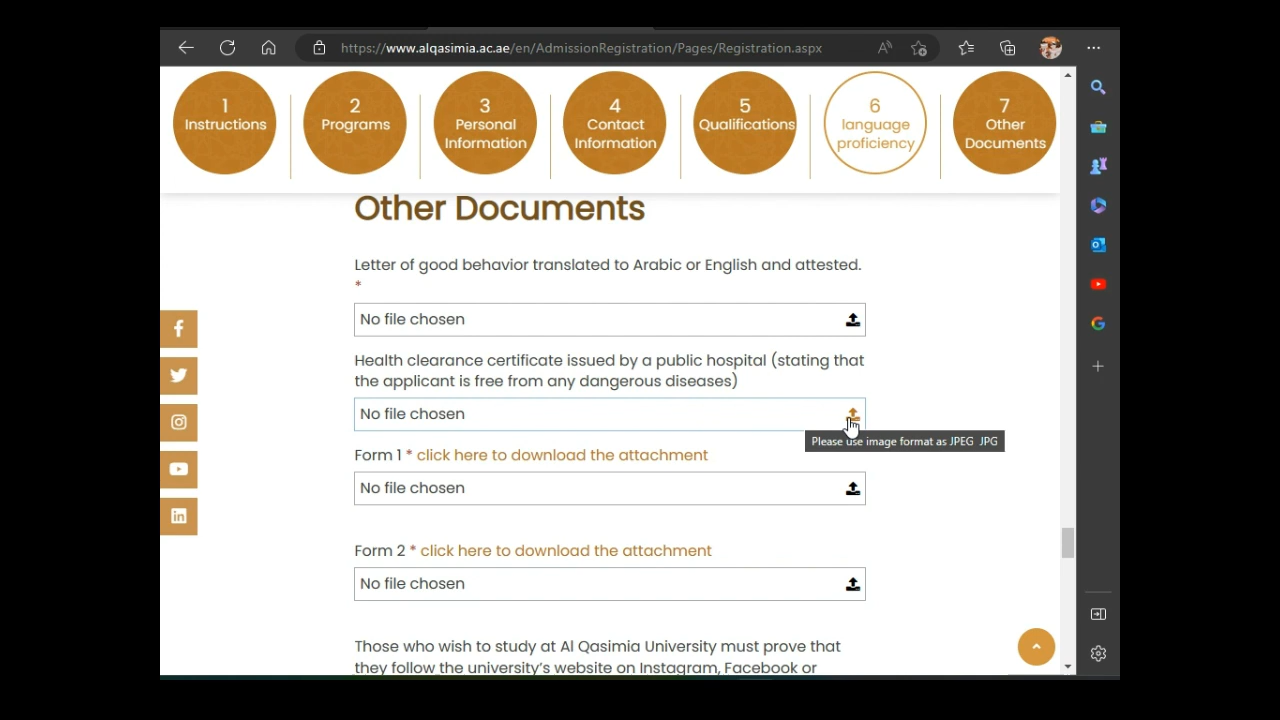 https://www.alqasimia.ac.ae/en/AdmissionRegistration/Pages/Registration.aspx
1
Instructions
2
Programs
3
Personal
Information
4
Contact
Information
5
Qualifications
6
language
proficiency
7
Other
Documents
Other Documents
Letter of good behavior translated to Arabic or English and attested.
*
No file chosen
Health clearance certificate issued by a public hospital (stating that
the applicant is free from any dangerous diseases)
No file chosen
Please use image format as JPEG JPG
Form 1 * click here to download the attachment
No file chosen
Form 2 * click here to download the attachment
No file chosen
Those who wish to study at Al Qasimia University must prove that
they follow the university's website on Instagram, Facebook or